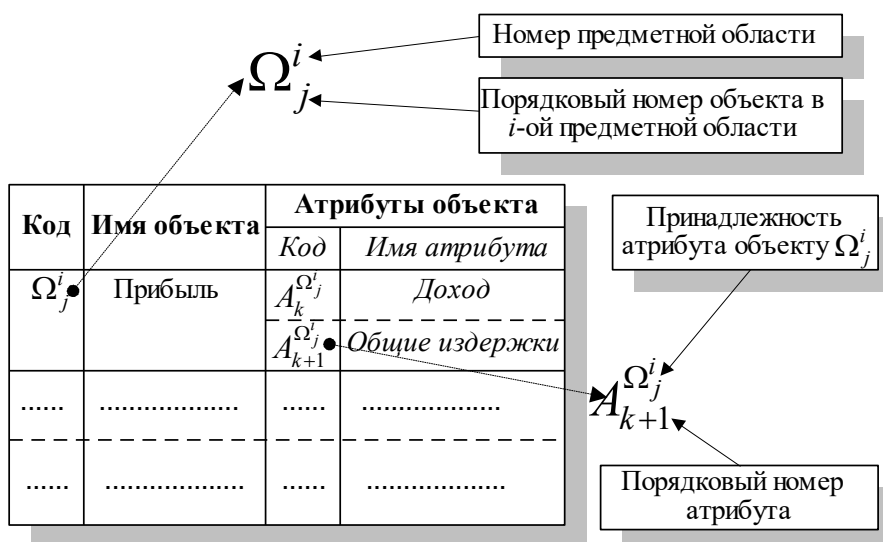 Номер предметной области
Ω^i_j
Порядковый номер объекта в
i-ой предметной области
Код Имя объекта Атрибуты объекта
Код Имя атрибута
Ω^i_j Прибыль A_k^{Ω^i_j} Доход
A_{k+1}^{Ω^i_j} Общие издержки
...... ................... ...... ...................
...... ................... ...... ...................
Принадлежность
атрибута объекту Ω^i_j
A_{k+1}^{Ω^i_j}
Порядковый номер
атрибута